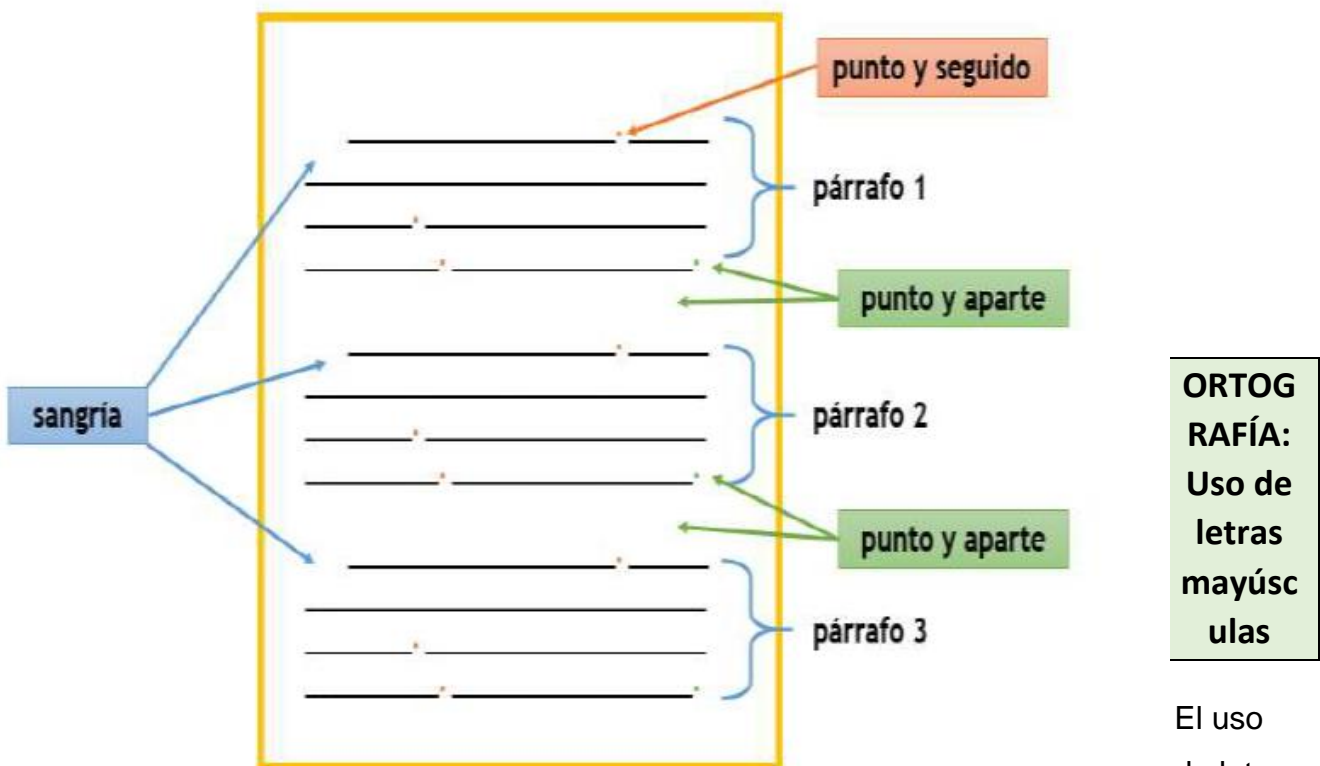 punto y seguido
párrafo 1
punto y aparte
sangría
párrafo 2
punto y aparte
párrafo 3
ORTOG
RAFÍA:
Uso de
letras
mayúsc
ulas
El uso